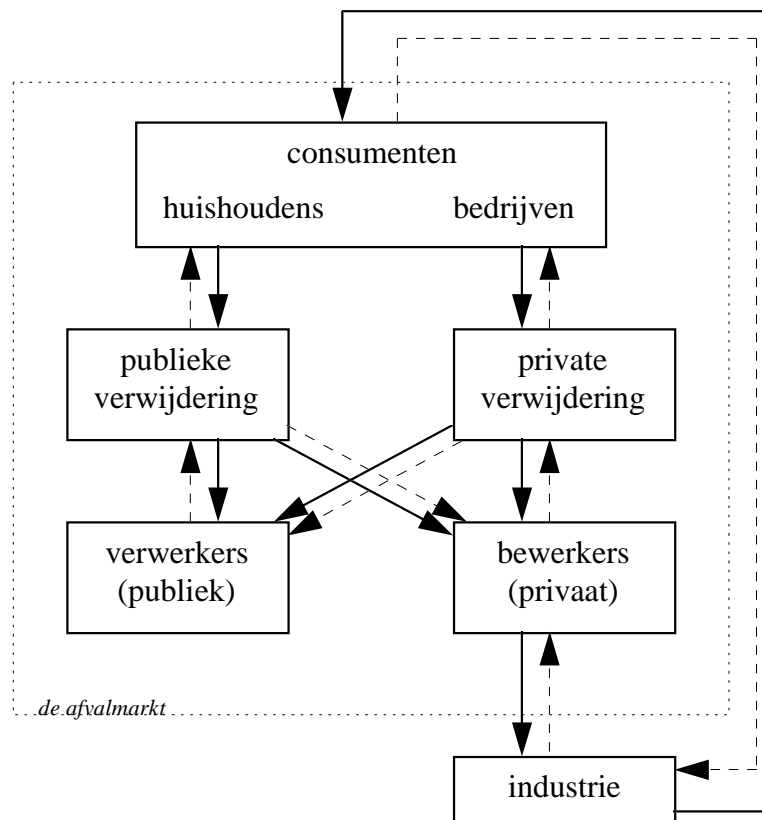 consumenten
huishoudens bedrijven
publieke
verwijdering
private
verwijdering
verwerkers
(publiek)
bewerkers
(privaat)
de afvalmarkt
industrie